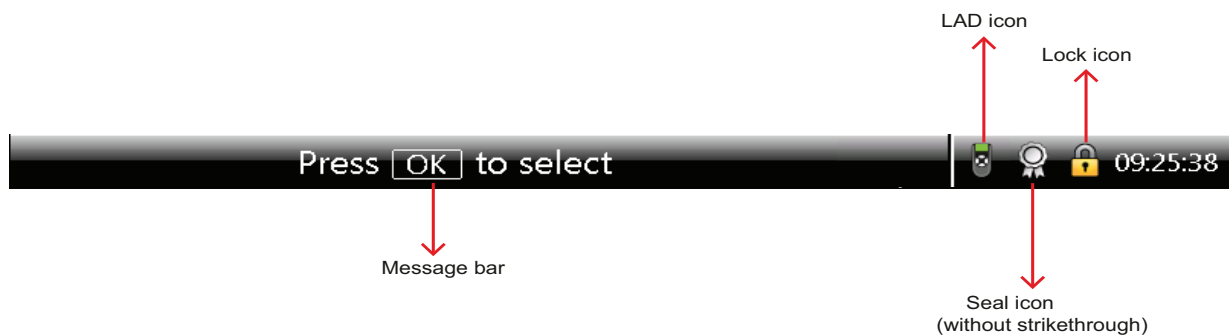 LAD icon
Lock icon
Press OK to select
09:25:38
Message bar
Seal icon
(without strikethrough)